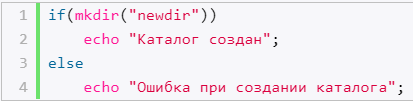 1 if(mkdir("newdir"))
2     echo "Каталог создан";
3 else
4     echo "Ошибка при создании каталога";